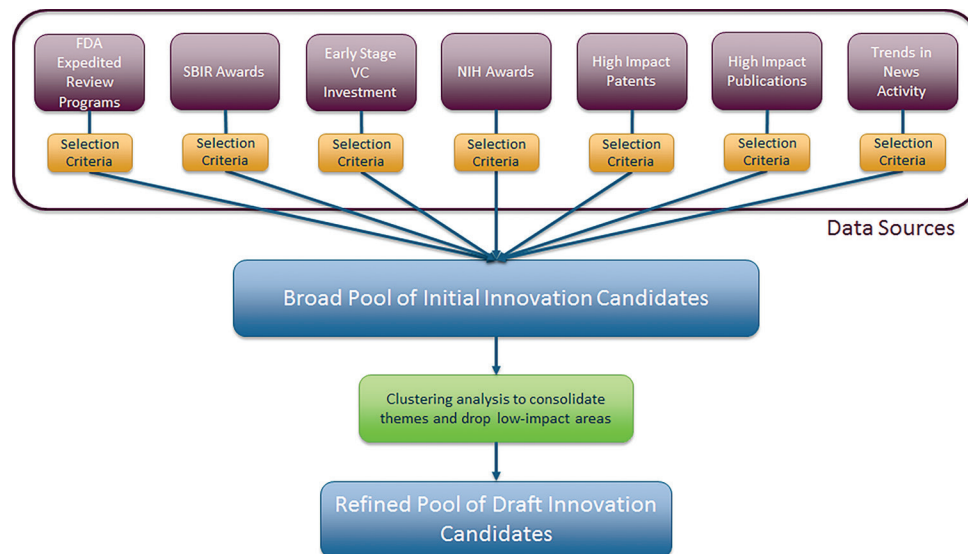 FDA
Expedited
Review
Programs
SBIR Awards
Early Stage
VC
Investment
NIH Awards
High Impact
Patents
High Impact
Publications
Trends in
News
Activity
Selection
Criteria
Selection
Criteria
Selection
Criteria
Selection
Criteria
Selection
Criteria
Selection
Criteria
Selection
Criteria
Data Sources
Broad Pool of Initial Innovation Candidates
Clustering analysis to consolidate
themes and drop low-impact areas
Refined Pool of Draft Innovation
Candidates